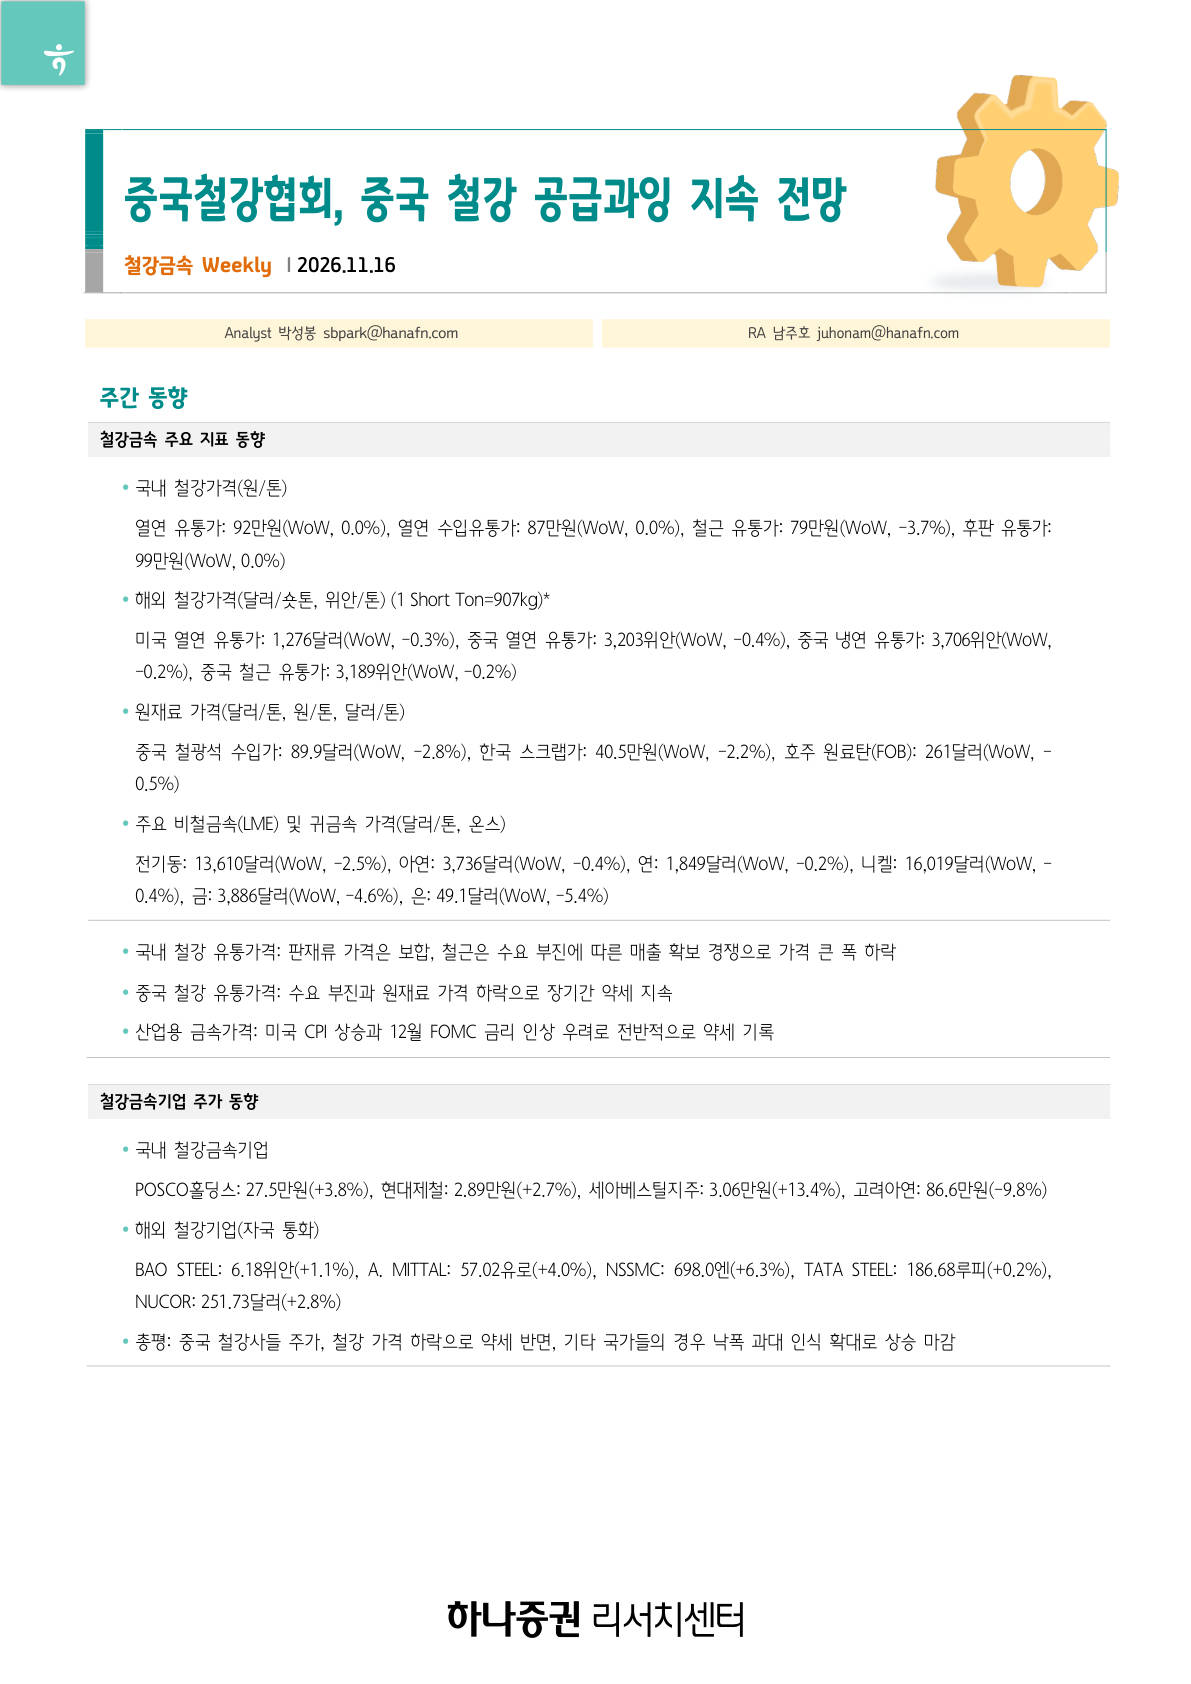 중국철강협회, 중국 철강 공급과잉 지속 전망
철강금속 Weekly | 2026.11.16
Analyst 박성봉 sbpark@hanafn.com
RA 남주호 juhonam@hanafn.com
주간 동향
철강금속 주요 지표 동향
• 국내 철강가격(원/톤)
열연 유통가: 92만원(WoW, 0.0%), 열연 수입유통가: 87만원(WoW, 0.0%), 철근 유통가: 79만원(WoW, -3.7%), 후판 유통가:
99만원(WoW, 0.0%)
• 해외 철강가격(달러/숏톤, 위안/톤) (1 Short Ton=907kg)*
미국 열연 유통가: 1,276달러(WoW, -0.3%), 중국 열연 유통가: 3,203위안(WoW, -0.4%), 중국 냉연 유통가: 3,706위안(WoW,
-0.2%), 중국 철근 유통가: 3,189위안(WoW, -0.2%)
• 원재료 가격(달러/톤, 원/톤, 달러/톤)
중국 철광석 수입가: 89.9달러(WoW, -2.8%), 한국 스크랩가: 40.5만원(WoW, -2.2%), 호주 원료탄(FOB): 261달러(WoW, -
0.5%)
• 주요 비철금속(LME) 및 귀금속 가격(달러/톤, 온스)
전기동: 13,610달러(WoW, -2.5%), 아연: 3,736달러(WoW, -0.4%), 연: 1,849달러(WoW, -0.2%), 니켈: 16,019달러(WoW, -
0.4%), 금: 3,886달러(WoW, -4.6%), 은: 49.1달러(WoW, -5.4%)
• 국내 철강 유통가격: 판재류 가격은 보합, 철근은 수요 부진에 따른 매출 확보 경쟁으로 가격 큰 폭 하락
• 중국 철강 유통가격: 수요 부진과 원재료 가격 하락으로 장기간 약세 지속
• 산업용 금속가격: 미국 CPI 상승과 12월 FOMC 금리 인상 우려로 전반적으로 약세 기록
철강금속기업 주가 동향
• 국내 철강금속기업
POSCO홀딩스: 27.5만원(+3.8%), 현대제철: 2.89만원(+2.7%), 세아베스틸지주: 3.06만원(+13.4%), 고려아연: 86.6만원(-9.8%)
• 해외 철강기업(자국 통화)
BAO STEEL: 6.18위안(+1.1%), A. MITTAL: 57.02유로(+4.0%), NSSMC: 698.0엔(+6.3%), TATA STEEL: 186.68루피(+0.2%),
NUCOR: 251.73달러(+2.8%)
• 총평: 중국 철강사들 주가, 철강 가격 하락으로 약세 반면, 기타 국가들의 경우 낙폭 과대 인식 확대로 상승 마감
하나증권 리서치센터